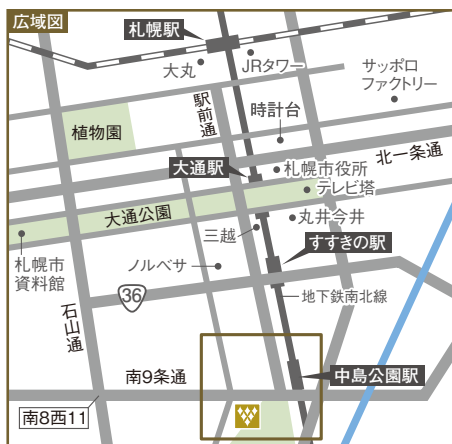 広域図
札幌駅
大丸
JRタワー
サッポロ
ファクトリー
駅前通
時計台
植物園
北一条通
大通駅
札幌市役所
テレビ塔
大通公園
丸井今井
三越
すすきの駅
札幌市
資料館
ノルベサ
36
地下鉄南北線
石山通
中島公園駅
南9条通
南8西11